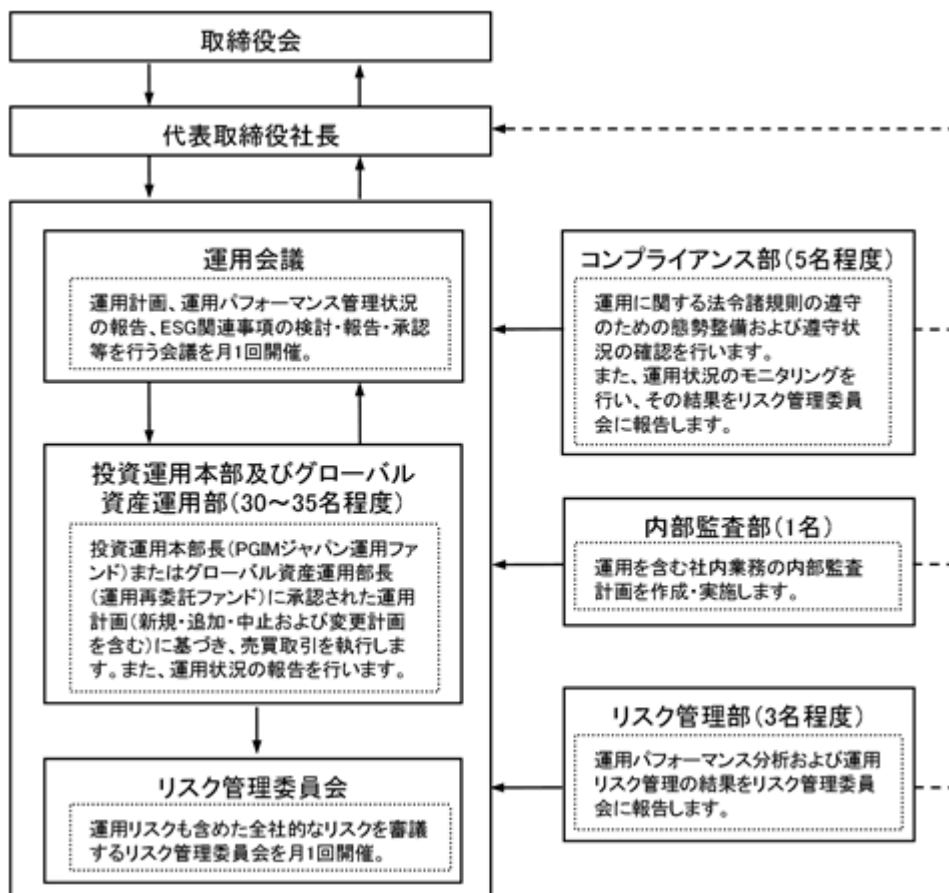 取締役会
代表取締役社長
運用会議
運用計画、運用パフォーマンス管理状況
の報告、ESG関連事項の検討・報告・承認
等を行う会議を月1回開催。
投資運用本部及びグローバル
資産運用部(30～35名程度)
投資運用本部長(PGIMジャパン運用ファ
ンド)またはグローバル資産運用部長
(運用再委託ファンド)に承認された運用
計画(新規・追加・中止および変更計画
を含む)に基づき、売買取引を執行しま
す。また、運用状況の報告を行います。
リスク管理委員会
運用リスクも含めた全社的なリスクを審議
するリスク管理委員会を月1回開催。
コンプライアンス部(5名程度)
運用に関する法令諸規則の遵守
のための態勢整備および遵守状
況の確認を行います。
また、運用状況のモニタリングを
行い、その結果をリスク管理委員
会に報告します。
内部監査部(1名)
運用を含む社内業務の内部監査
計画を作成・実施します。
リスク管理部(3名程度)
運用パフォーマンス分析および運用
リスク管理の結果をリスク管理委員
会に報告します。